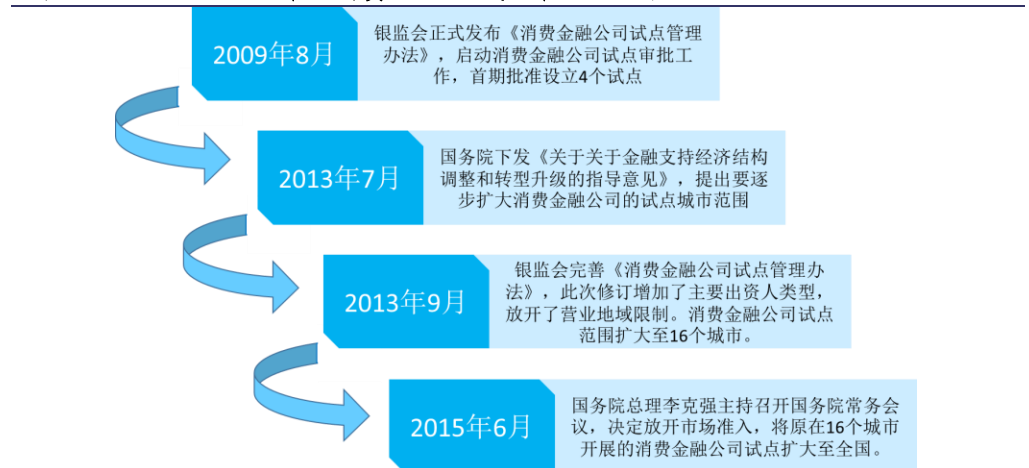 2009年8月
银监会正式发布《消费金融公司试点管理
办法》，启动消费金融公司试点审批工
作，首期批准设立4个试点
2013年7月
国务院下发《关于关于金融支持经济结构
调整和转型升级的指导意见》，提出要逐
步扩大消费金融公司的试点城市范围
2013年9月
银监会完善《消费金融公司试点管理办
法》，此次修订增加了主要出资人类型，
放开了营业地域限制。消费金融公司试点
范围扩大至16个城市。
2015年6月
国务院总理李克强主持召开国务院常务会
议，决定放开市场准入，将原在16个城市
开展的消费金融公司试点扩大至全国。